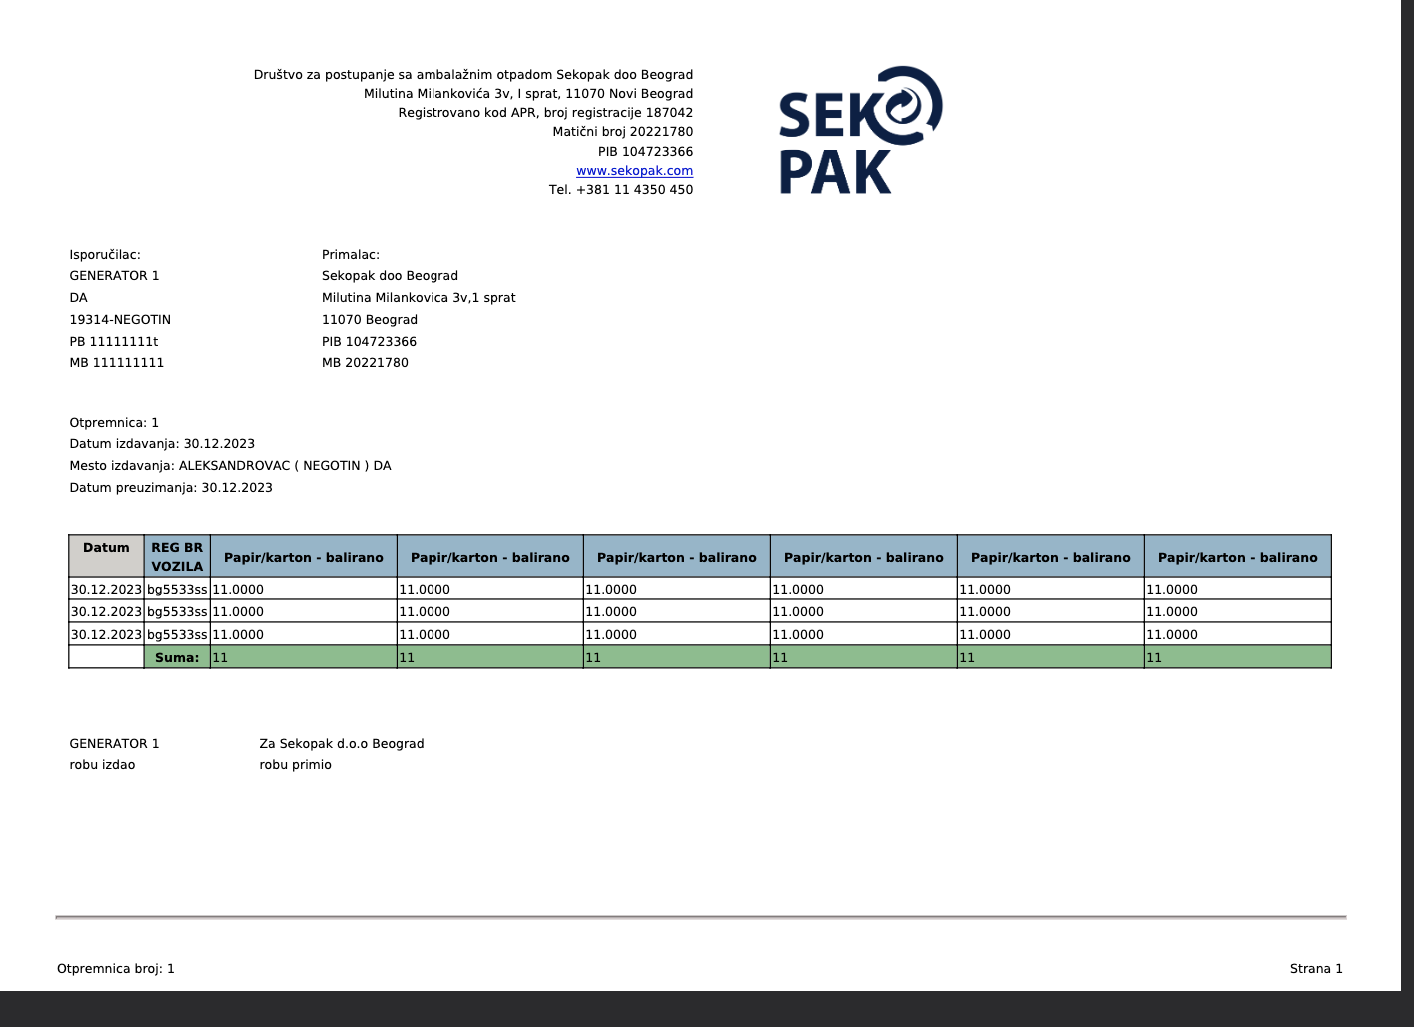 Društvo za postupanje sa ambalažnim otpadom Sekopak doo Beograd
Milutina Milankovića 3v, I sprat, 11070 Novi Beograd
Registrovano kod APR, broj registracije 187042
Matični broj 20221780
PIB 104723366
www.sekopak.com
Tel. +381 11 4350 450
SEKO
PAK
Isporučilac: Primalac:
GENERATOR 1 Sekopak doo Beograd
DA Milutina Milankovica 3v,1 sprat
19314-NEGOTIN 11070 Beograd
PB 11111111t PIB 104723366
MB 111111111 MB 20221780
Otpremnica: 1
Datum izdavanja: 30.12.2023
Mesto izdavanja: ALEKSANDROVAC ( NEGOTIN ) DA
Datum preuzimanja: 30.12.2023
Datum REG BR VOZILA Papir/karton - balirano Papir/karton - balirano Papir/karton - balirano Papir/karton - balirano Papir/karton - balirano Papir/karton - balirano
30.12.2023 bg5533ss 11.0000 11.0000 11.0000 11.0000 11.0000 11.0000
30.12.2023 bg5533ss 11.0000 11.0000 11.0000 11.0000 11.0000 11.0000
30.12.2023 bg5533ss 11.0000 11.0000 11.0000 11.0000 11.0000 11.0000
Suma: 11 11 11 11 11 11
GENERATOR 1 Za Sekopak d.o.o Beograd
robu izdao robu primio
Otpremnica broj: 1 Strana 1